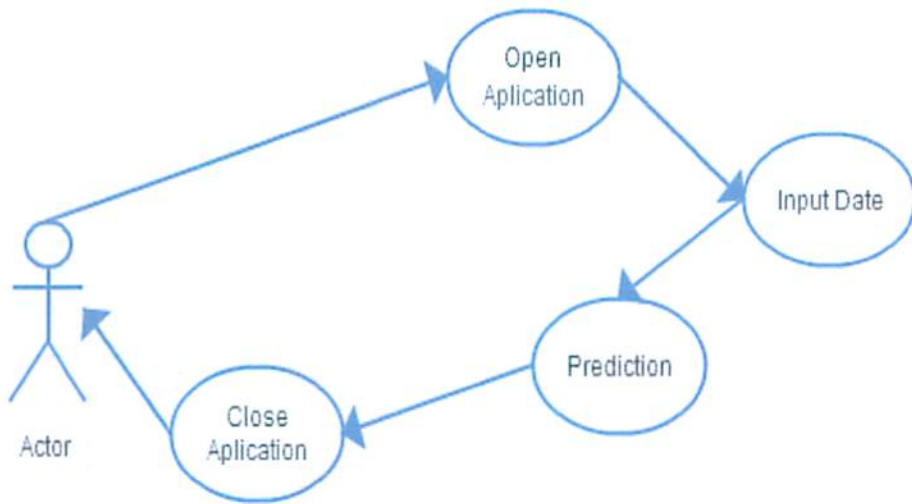 Open
Aplication
Input Date
Prediction
Close
Aplication
Actor